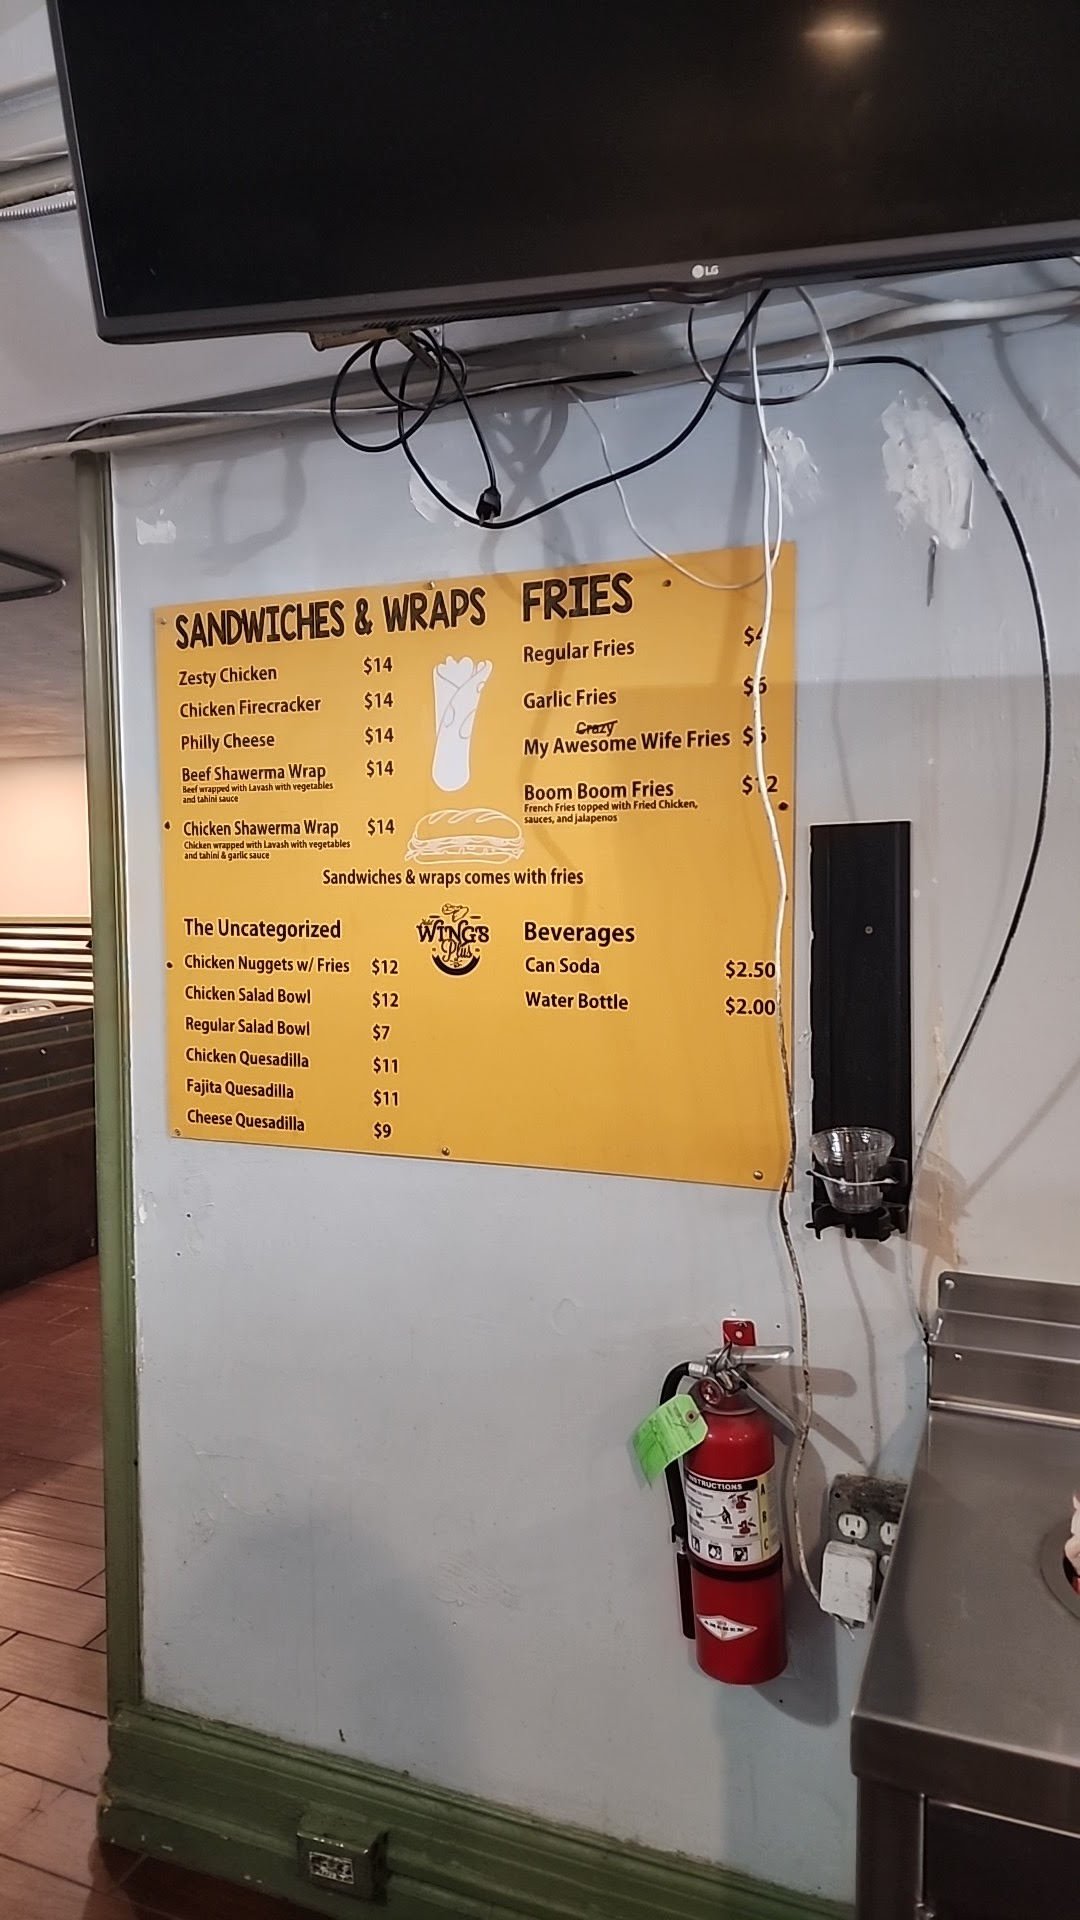 LG
SANDWICHES & WRAPS
Zesty Chicken $14
Chicken Firecracker $14
Philly Cheese $14
Beef Shawerma Wrap $14
Beef wrapped with Lavash with vegetables
and tahini sauce
Chicken Shawerma Wrap $14
Chicken wrapped with Lavash with vegetables
and tahini & garlic sauce
FRIES
Regular Fries $4
Garlic Fries $6
Crazy
My Awesome Wife Fries $6
Boom Boom Fries $12
French Fries topped with Fried Chicken,
sauces, and jalapenos
Sandwiches & wraps comes with fries
The Uncategorized
Chicken Nuggets w/ Fries $12
Chicken Salad Bowl $12
Regular Salad Bowl $7
Chicken Quesadilla $11
Fajita Quesadilla $11
Cheese Quesadilla $9
WINGS
Plus
Beverages
Can Soda $2.50
Water Bottle $2.00
INSTRUCTIONS
A
B
C
AMEREX